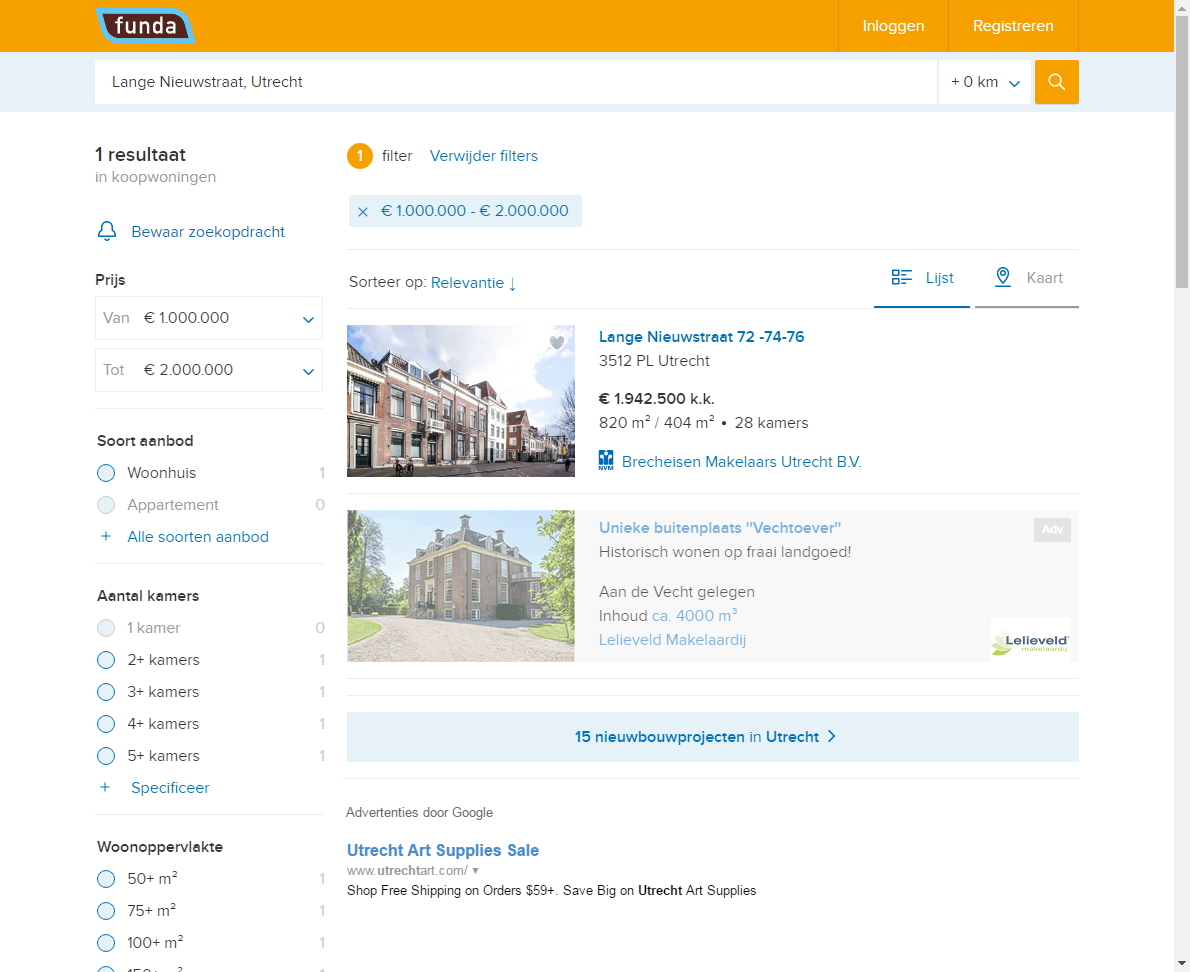 funda
Inloggen
Registreren
Lange Nieuwstraat, Utrecht
+ 0 km
1 resultaat
in koopwoningen
Bewaar zoekopdracht
Prijs
Van € 1.000.000
Tot € 2.000.000
Soort aanbod
Woonhuis 1
Appartement 0
+ Alle soorten aanbod
Aantal kamers
1 kamer 0
2+ kamers 1
3+ kamers 1
4+ kamers 1
5+ kamers 1
+ Specificeer
Woonoppervlakte
50+ m² 1
75+ m² 1
100+ m² 1
1 filter Verwijder filters
× € 1.000.000 - € 2.000.000
Sorteer op: Relevantie ↓
Lijst
Kaart
Lange Nieuwstraat 72 -74-76
3512 PL Utrecht
€ 1.942.500 k.k.
820 m² / 404 m² • 28 kamers
NVM Brecheisen Makelaars Utrecht B.V.
Unieke buitenplaats ''Vechtoever''
Adv
Historisch wonen op fraai landgoed!
Aan de Vecht gelegen
Inhoud ca. 4000 m³
Lelieveld Makelaardij
Lelieveld
makelaardij
15 nieuwbouwprojecten in Utrecht >
Advertenties door Google
Utrecht Art Supplies Sale
www.utrechtart.com/ ▼
Shop Free Shipping on Orders $59+. Save Big on Utrecht Art Supplies